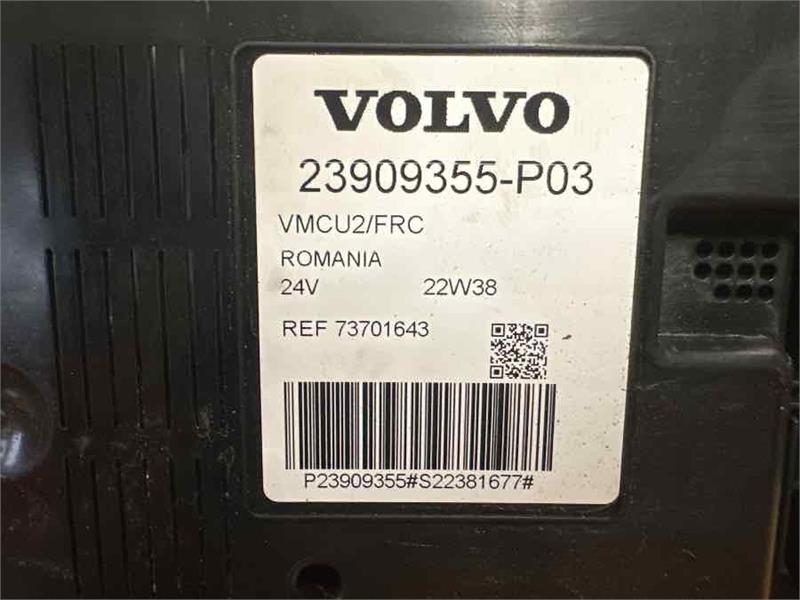 VOLVO
23909355-P03
VMCU2/FRC
ROMANIA
24V 22W38
REF 73701643
P23909355#S22381677#